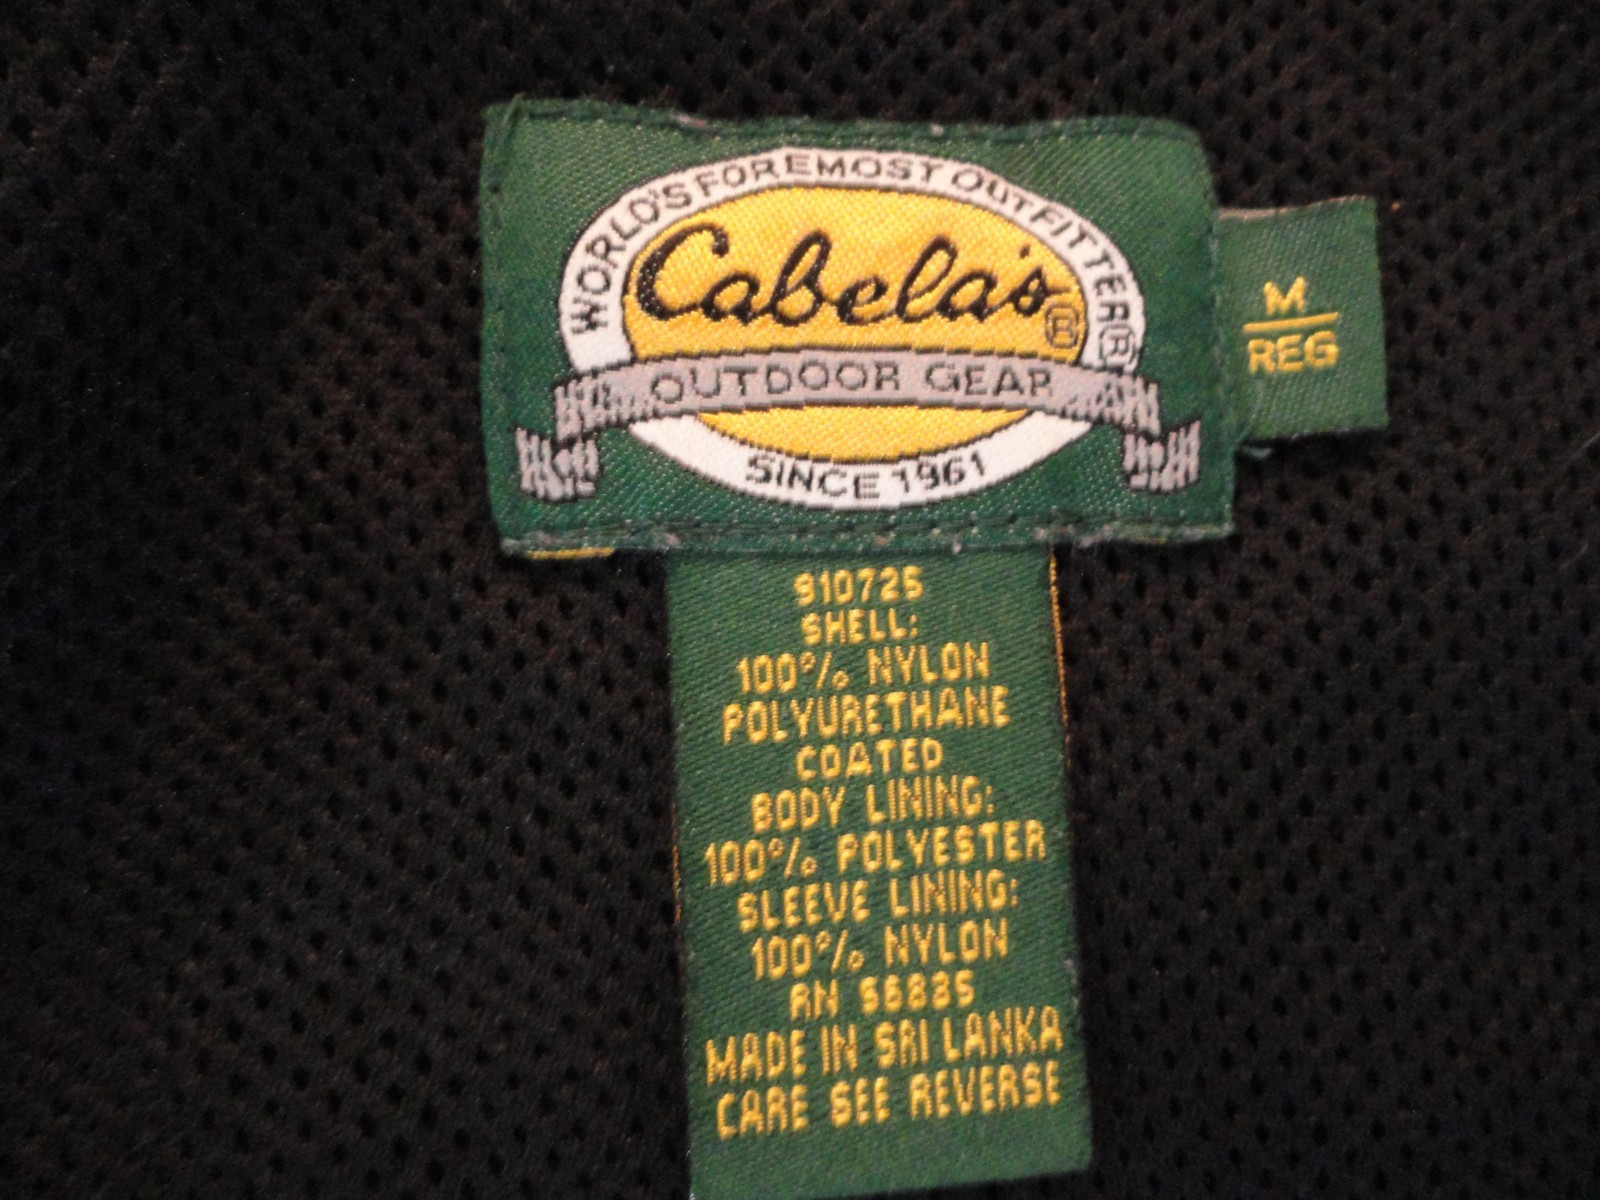 WORLD'S FOREMOST OUTFITTER®
Cabela's®
OUTDOOR GEAR
SINCE 1961
M
REG
910725
SHELL:
100% NYLON
POLYURETHANE
COATED
BODY LINING:
100% POLYESTER
SLEEVE LINING:
100% NYLON
RN 56835
MADE IN SRI LANKA
CARE SEE REVERSE